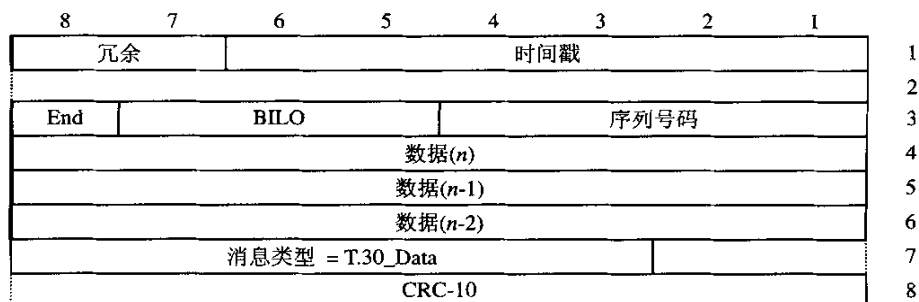 8 7 6 5 4 3 2 1
冗余 时间戳 1
2
End BILO 序列号码 3
数据(n) 4
数据(n-1) 5
数据(n-2) 6
消息类型 = T.30_Data 7
CRC-10 8